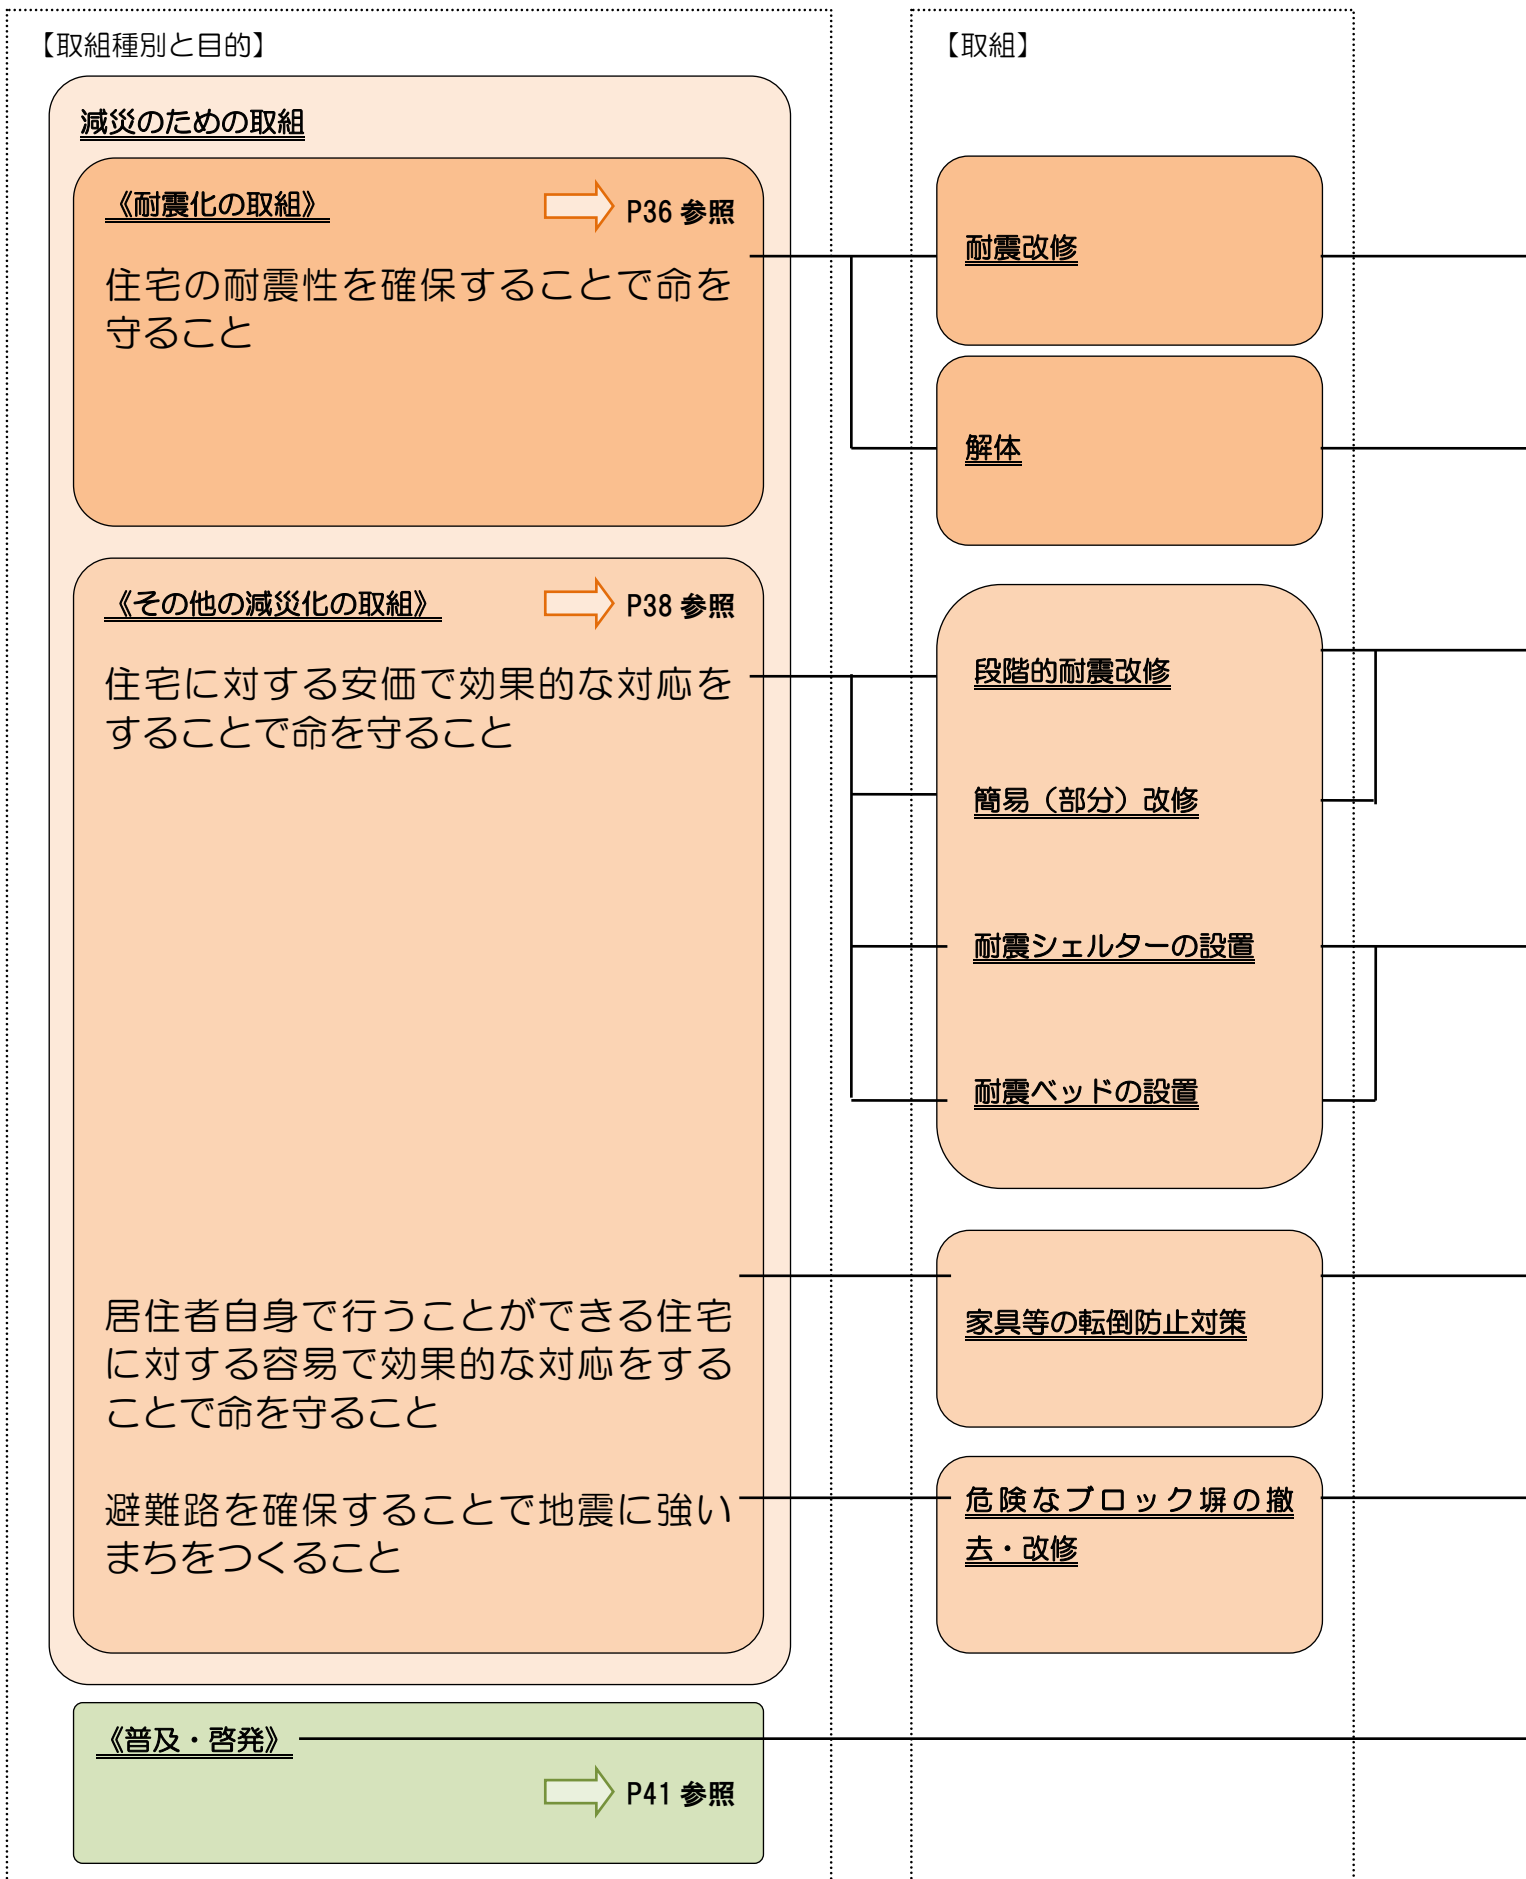 【取組種別と目的】
減災のための取組
《耐震化の取組》
P36 参照
住宅の耐震性を確保することで命を
守ること
《その他の減災化の取組》
P38 参照
住宅に対する安価で効果的な対応を
することで命を守ること
居住者自身で行うことができる住宅
に対する容易で効果的な対応をする
ことで命を守ること
避難路を確保することで地震に強い
まちをつくること
《普及・啓発》
P41 参照
【取組】
耐震改修
解体
段階的耐震改修
簡易（部分）改修
耐震シェルターの設置
耐震ベッドの設置
家具等の転倒防止対策
危険なブロック塀の撤
去・改修